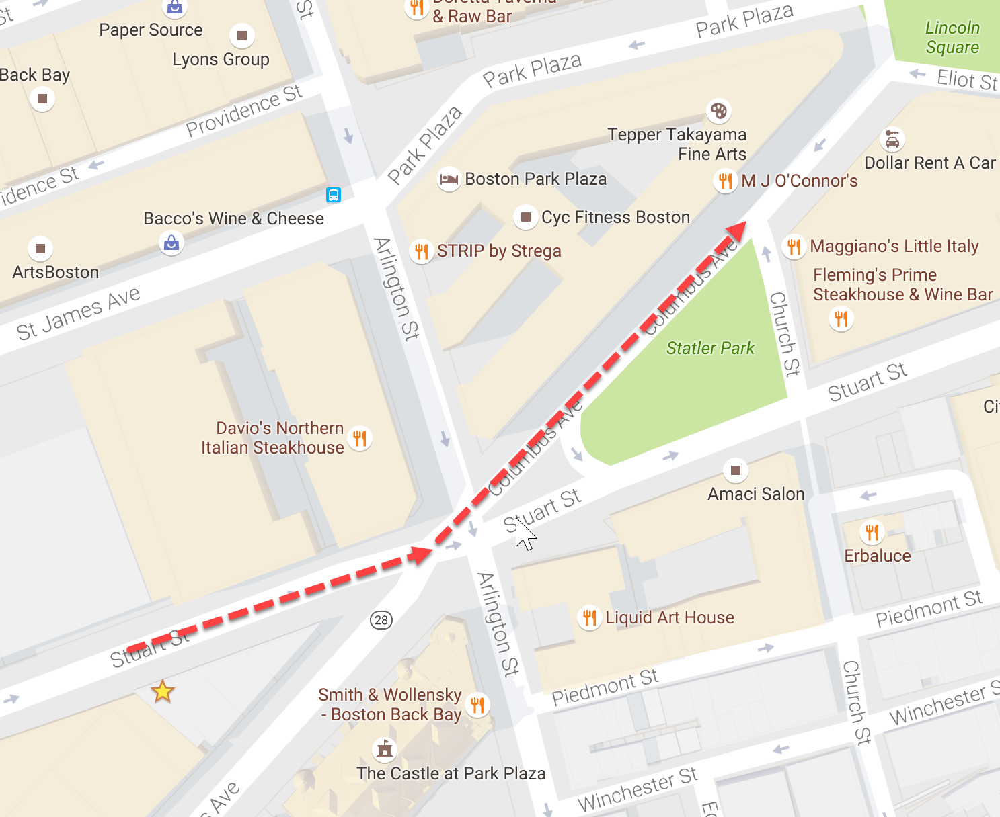 Doretta Taverna
& Raw Bar
St
St
Paper Source
Lyons Group
Park Plaza
Lincoln
Square
Back Bay
Park Plaza
Eliot St
Providence St
Park Plaza
Tepper Takayama
Fine Arts
Dollar Rent A Car
idence St
Boston Park Plaza
M J O'Connor's
Bacco's Wine & Cheese
Cyc Fitness Boston
ArtsBoston
STRIP by Strega
Maggiano's Little Italy
Arlington St
Columbus Ave
Fleming's Prime
Steakhouse & Wine Bar
St James Ave
Church St
Statler Park
Stuart St
Ci
Davio's Northern
Italian Steakhouse
Columbus Ave
Amaci Salon
Stuart St
Erbaluce
Arlington St
28
Liquid Art House
Piedmont St
Stuart St
Piedmont St
Church St
Smith & Wollensky
- Boston Back Bay
Winchester S
The Castle at Park Plaza
Winchester St
s Ave